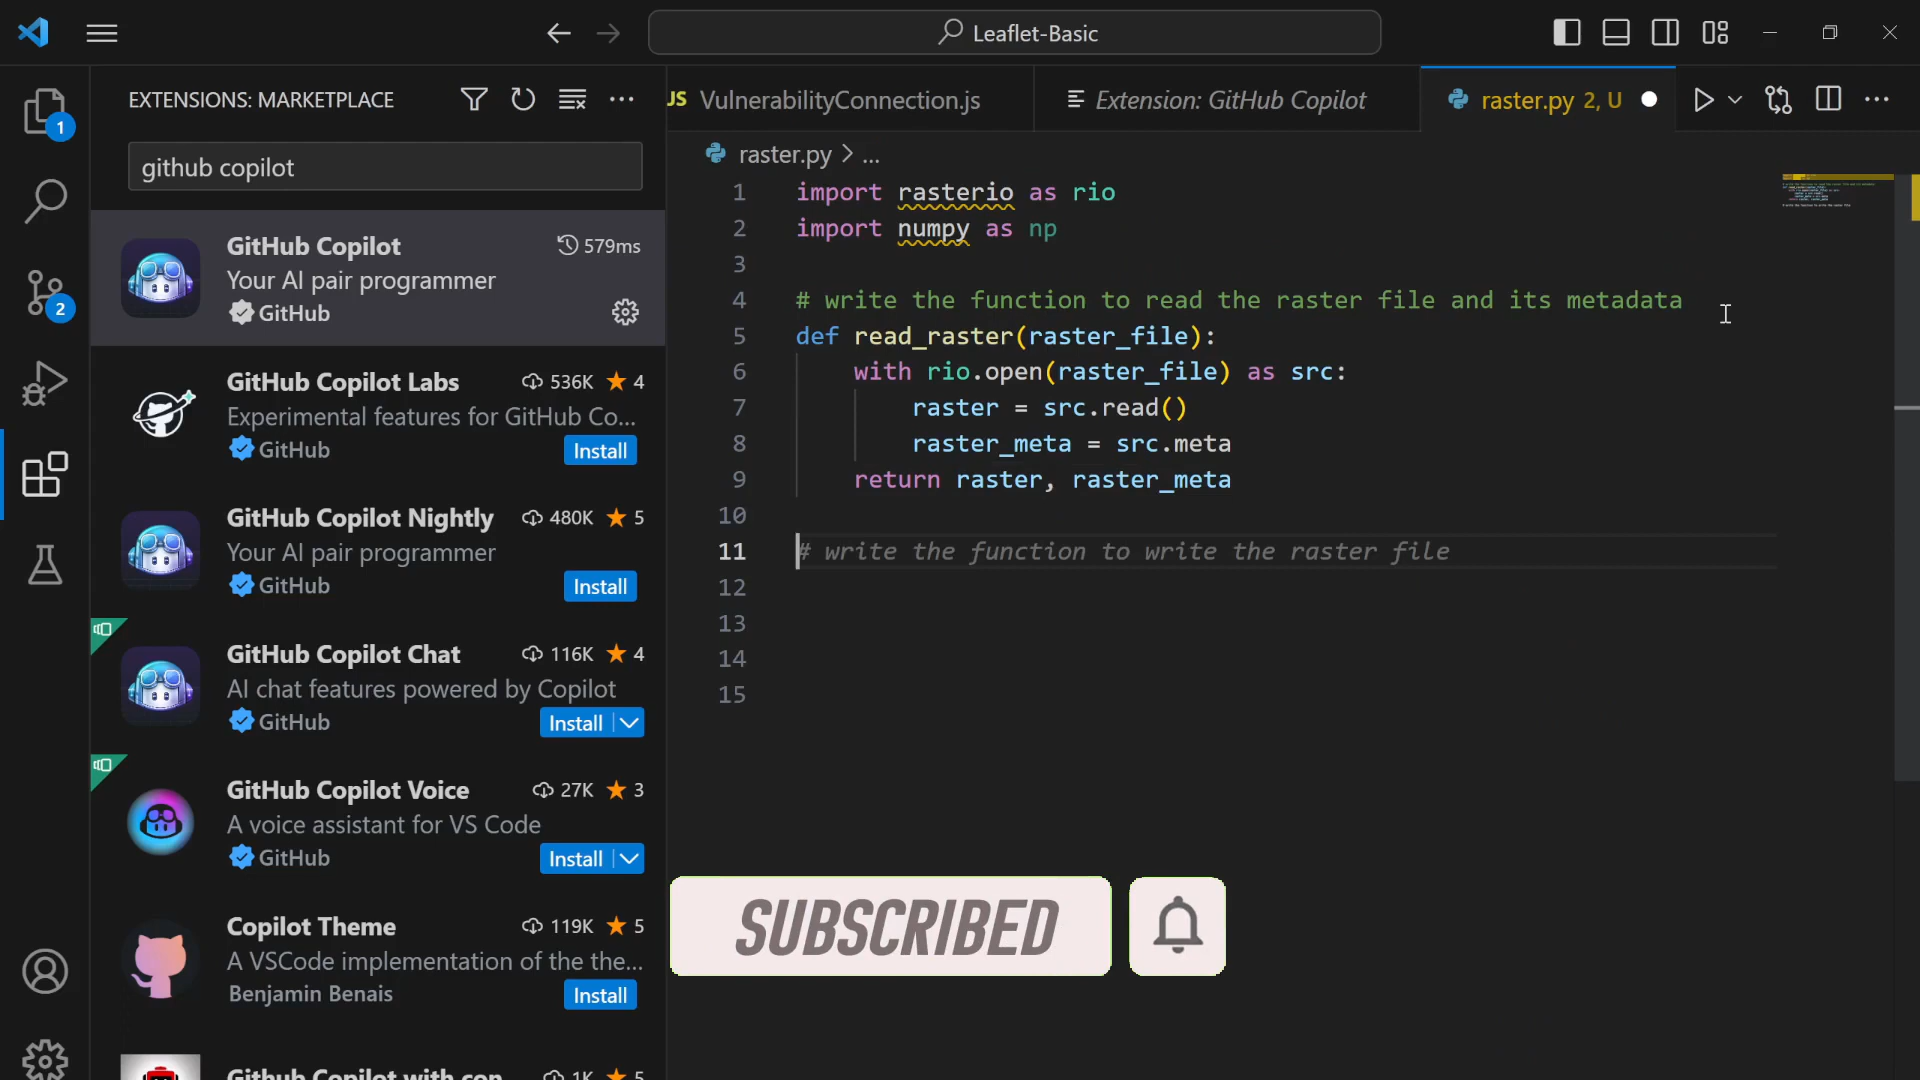 Leaflet-Basic
EXTENSIONS: MARKETPLACE
github copilot
GitHub Copilot
579ms
Your AI pair programmer
GitHub
GitHub Copilot Labs
536K
4
Experimental features for GitHub Co...
GitHub
Install
GitHub Copilot Nightly
480K
5
Your AI pair programmer
GitHub
Install
GitHub Copilot Chat
116K
4
AI chat features powered by Copilot
GitHub
Install
GitHub Copilot Voice
27K
3
A voice assistant for VS Code
GitHub
Install
Copilot Theme
119K
5
A VSCode implementation of the the...
Benjamin Benais
Install
Github Copilot with con
1K
5
1
2
JS VulnerabilityConnection.js
Extension: GitHub Copilot
raster.py 2, U
raster.py > ...
1 import rasterio as rio
2 import numpy as np
3
4 # write the function to read the raster file and its metadata
5 def read_raster(raster_file):
6 with rio.open(raster_file) as src:
7 raster = src.read()
8 raster_meta = src.meta
9 return raster, raster_meta
10
11 # write the function to write the raster file
12
13
14
15
SUBSCRIBED